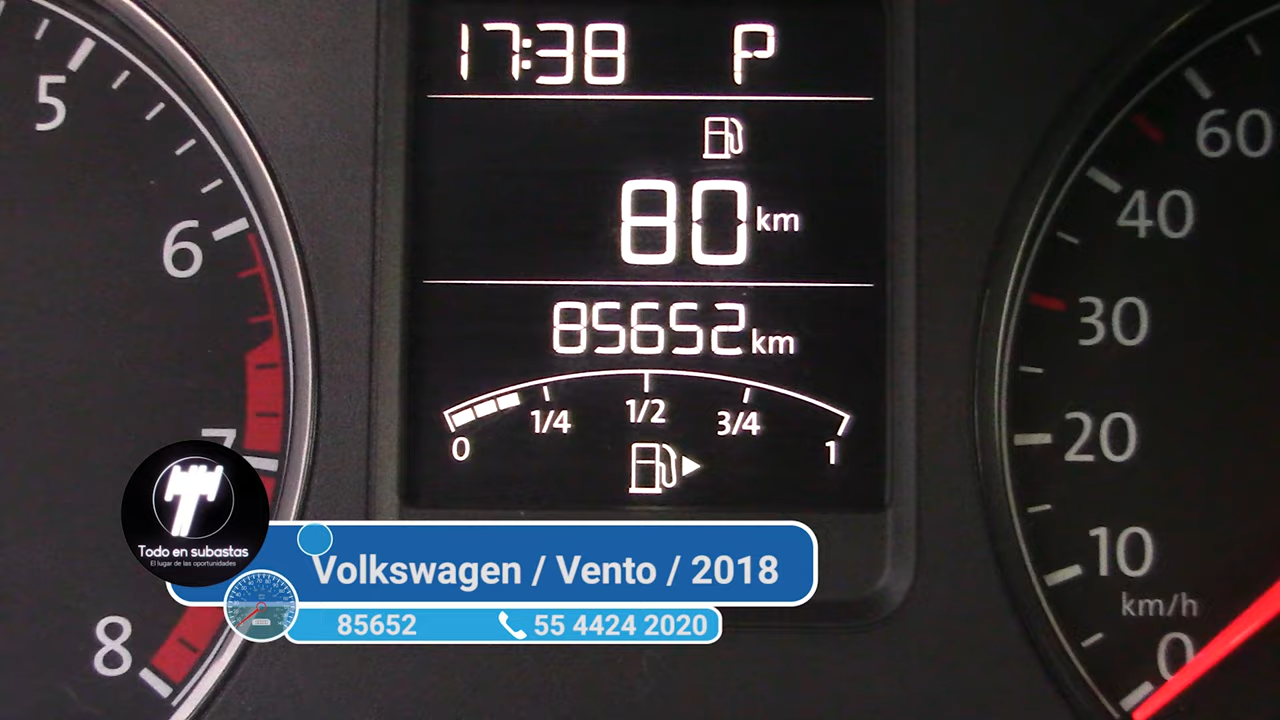 17:38 P
80 km
85652 km
0 1/4 1/2 3/4 1
5
6
7
8
60
40
30
20
10
km/h
0
Todo en subastas
El lugar de las oportunidades
Volkswagen / Vento / 2018
85652 55 4424 2020